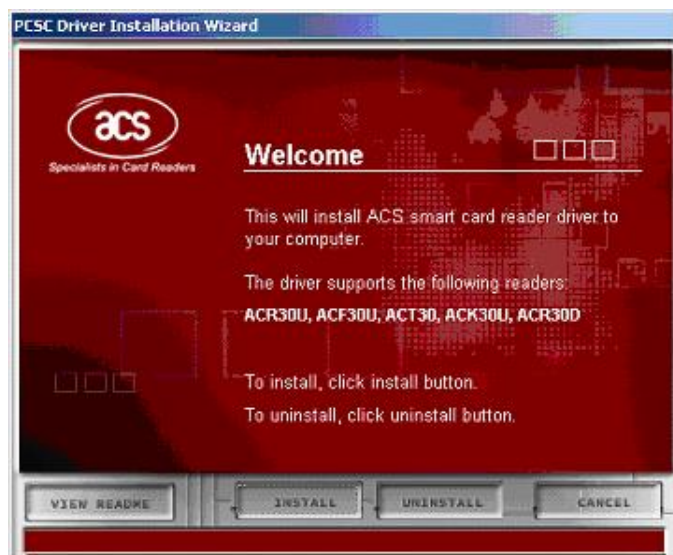 PCSC Driver Installation Wizard
acs
Specialists in Card Readers
Welcome
This will install ACS smart card reader driver to
your computer.
The driver supports the following readers:
ACR30U, ACF30U, ACT30, ACK30U, ACR30D
To install, click install button.
To uninstall, click uninstall button.
VIEW README
INSTALL
UNINSTALL
CANCEL